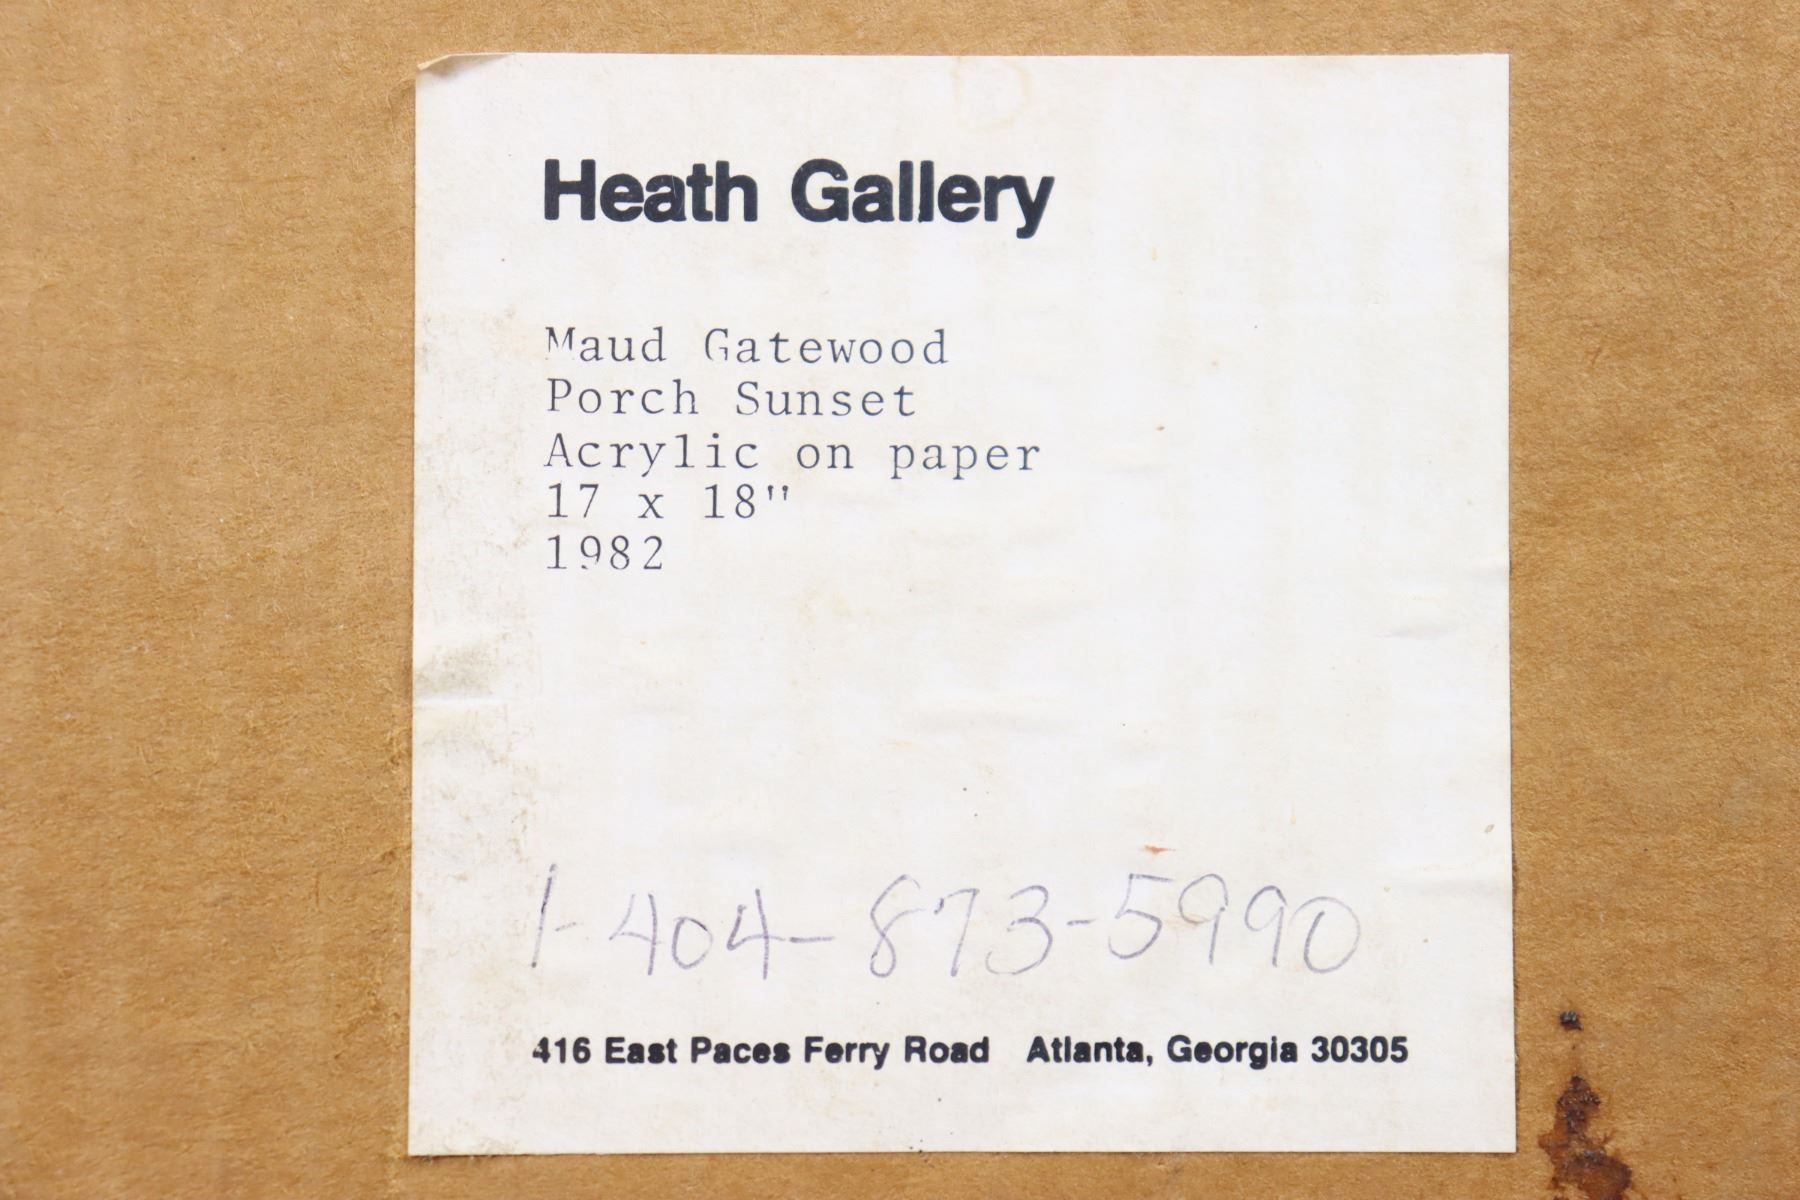 Heath Gallery
Maud Gatewood
Porch Sunset
Acrylic on paper
17 x 18"
1982
1-404-873-5990
416 East Paces Ferry Road Atlanta, Georgia 30305